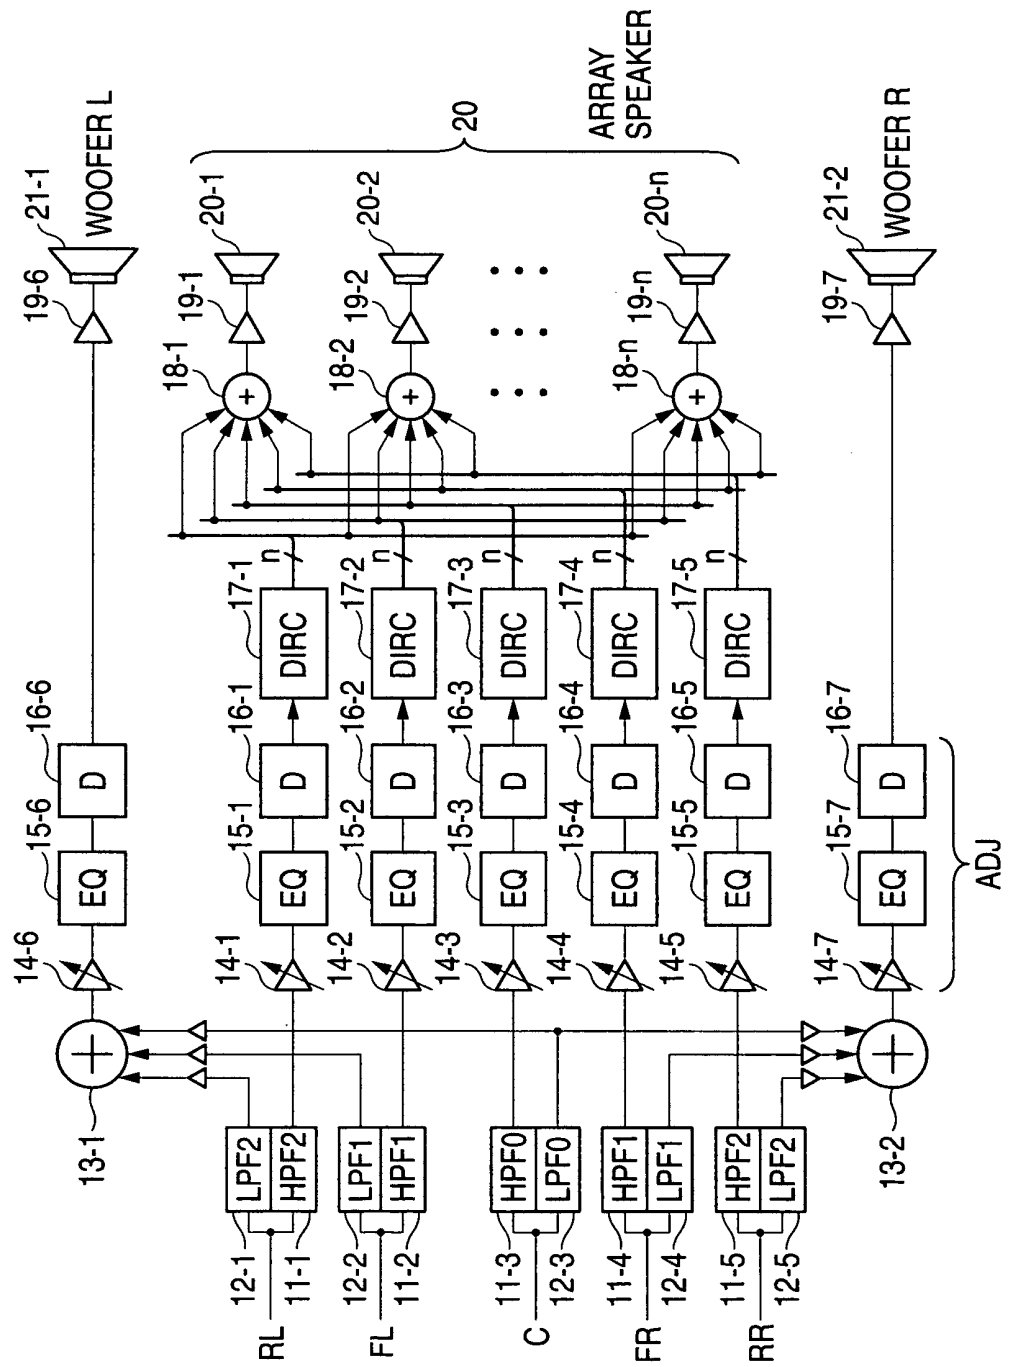 RL
FL
C
FR
RR
12-1
11-1
12-2
11-2
11-3
12-3
11-4
12-4
11-5
12-5
LPF2
HPF2
LPF1
HPF1
HPF0
LPF0
HPF1
LPF1
HPF2
LPF2
13-1
+
13-2
+
14-6
14-1
14-2
14-3
14-4
14-5
14-7
15-6
EQ
15-1
EQ
15-2
EQ
15-3
EQ
15-4
EQ
15-5
EQ
15-7
EQ
16-6
D
16-1
D
16-2
D
16-3
D
16-4
D
16-5
D
16-7
D
ADJ
17-1
DIRC
17-2
DIRC
17-3
DIRC
17-4
DIRC
17-5
DIRC
n
n
n
n
n
18-1
+
18-2
+
18-n
+
19-6
19-1
19-2
19-n
19-7
21-1
20-1
20-2
20-n
21-2
WOOFER L
20
ARRAY
SPEAKER
WOOFER R